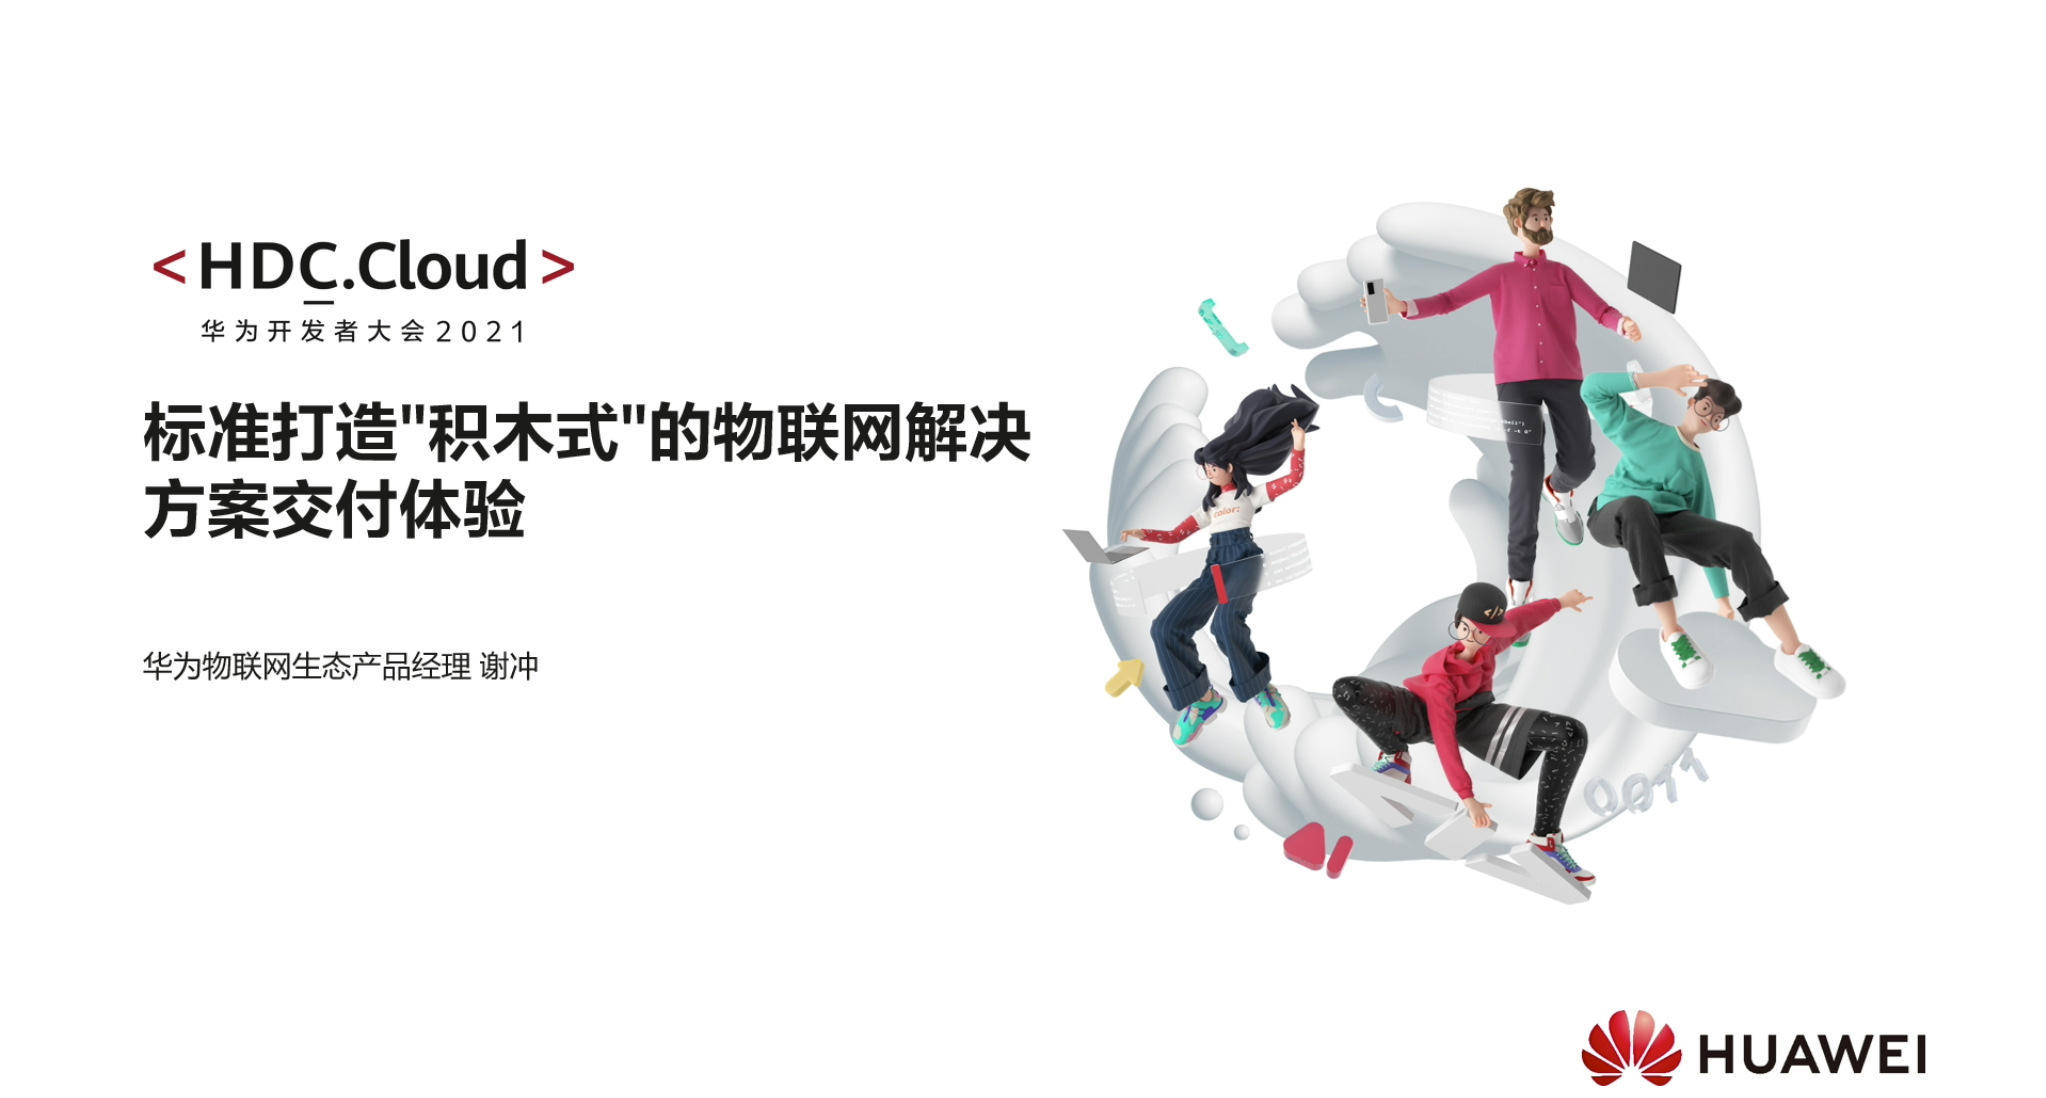 <HDC.Cloud>
华为开发者大会2021
标准打造"积木式"的物联网解决
方案交付体验
华为物联网生态产品经理 谢冲
color:
</>
0011
HUAWEI